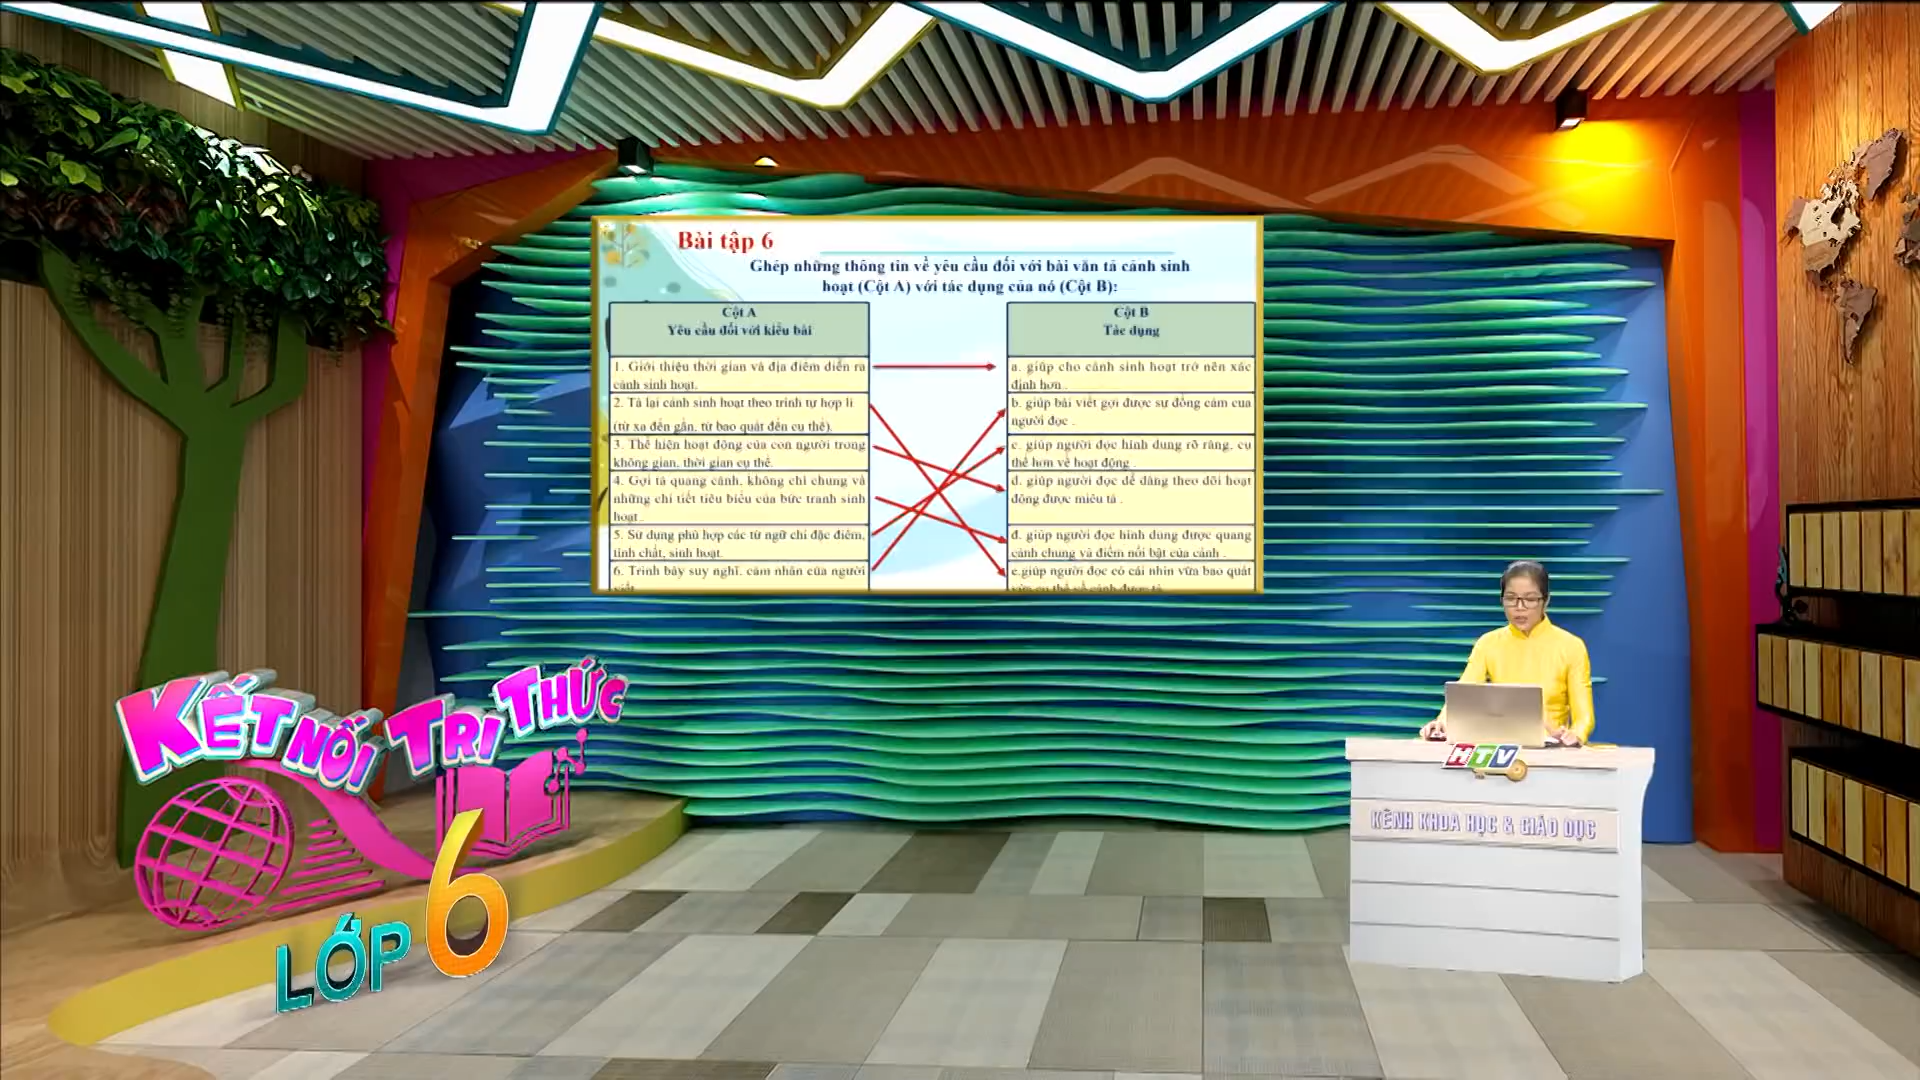 Bài tập 6
Ghép những thông tin về yêu cầu đối với bài văn tả cảnh sinh
hoạt (Cột A) với tác dụng của nó (Cột B):
Cột A
Yêu cầu đối với kiểu bài
1. Giới thiệu thời gian và địa điểm diễn ra
cảnh sinh hoạt.
2. Tả lại cảnh sinh hoạt theo trình tự hợp lí
(từ xa đến gần, từ bao quát đến cụ thể).
3. Thể hiện hoạt động của con người trong
không gian, thời gian cụ thể.
4. Gợi tả quang cảnh, không chỉ chung và
những chi tiết tiêu biểu của bức tranh sinh
hoạt .
5. Sử dụng phù hợp các từ ngữ chỉ đặc điểm,
tính chất, sinh hoạt.
6. Trình bày suy nghĩ, cảm nhận của người
viết
Cột B
Tác dụng
a. giúp cho cảnh sinh hoạt trở nên xác
định hơn .
b. giúp bài viết gợi được sự đồng cảm của
người đọc .
c. giúp người đọc hình dung rõ ràng, cụ
thể hơn về hoạt động .
d. giúp người đọc dễ dàng theo dõi hoạt
động được miêu tả .
đ. giúp người đọc hình dung được quang
cảnh chung và điểm nổi bật của cảnh .
e.giúp người đọc có cái nhìn vừa bao quát
vừa cụ thể về cảnh được tả
KẾT NỐI TRI THỨC
LỚP 6
HTV
KÊNH KHOA HỌC & GIÁO DỤC